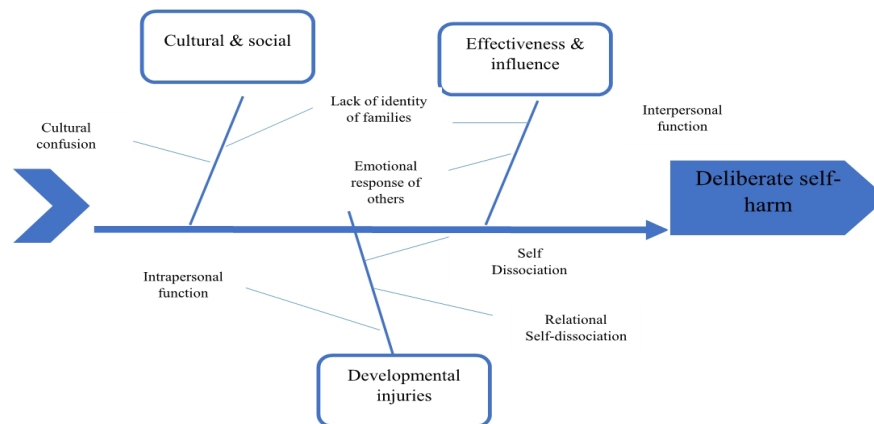 Cultural & social
Effectiveness &
influence
Lack of identity
of families
Interpersonal
function
Cultural
confusion
Emotional
response of
others
Deliberate self-
harm
Self
Dissociation
Intrapersonal
function
Relational
Self-dissociation
Developmental
injuries